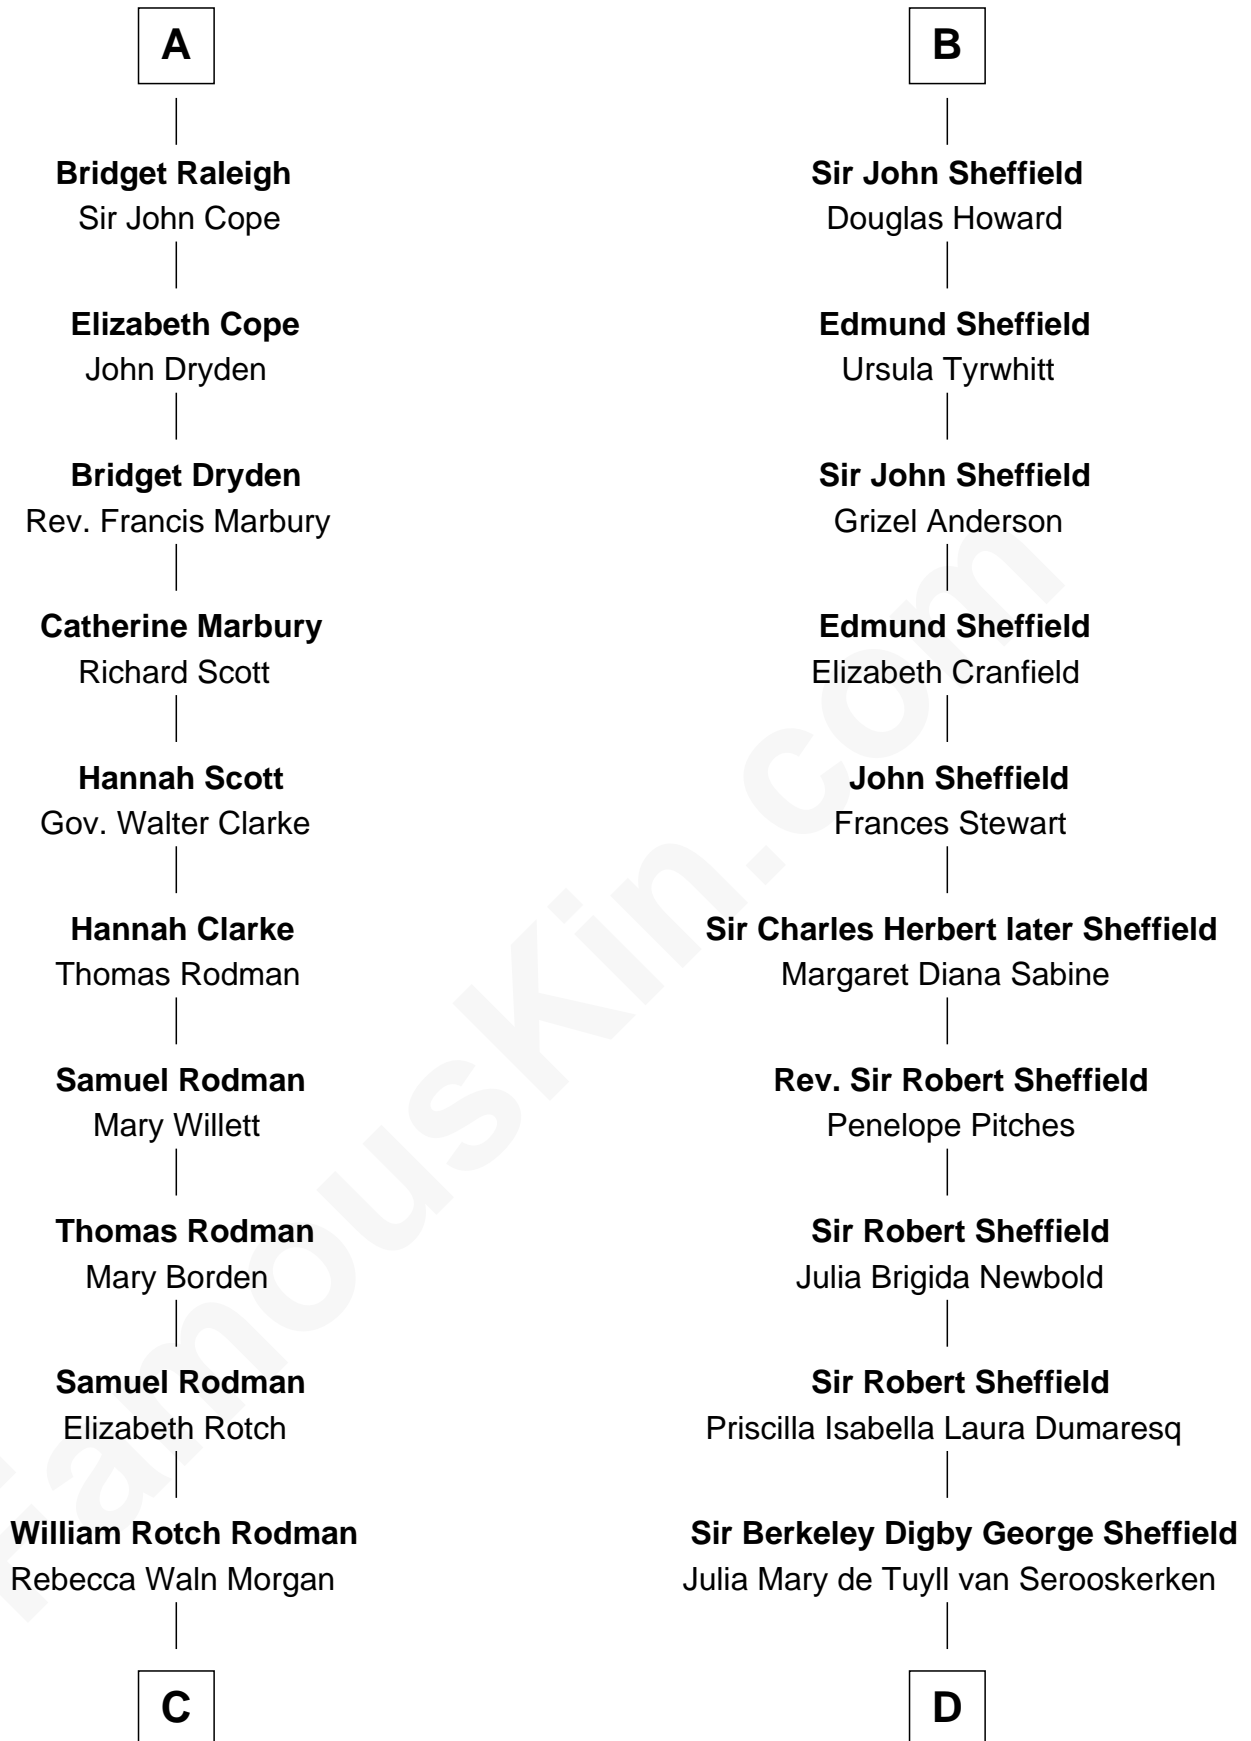 A
Bridget Raleigh
Sir John Cope
Elizabeth Cope
John Dryden
Bridget Dryden
Rev. Francis Marbury
Catherine Marbury
Richard Scott
Hannah Scott
Gov. Walter Clarke
Hannah Clarke
Thomas Rodman
Samuel Rodman
Mary Willett
Thomas Rodman
Mary Borden
Samuel Rodman
Elizabeth Rotch
William Rotch Rodman
Rebecca Waln Morgan
C
B
Sir John Sheffield
Douglas Howard
Edmund Sheffield
Ursula Tyrwhitt
Sir John Sheffield
Grizel Anderson
Edmund Sheffield
Elizabeth Cranfield
John Sheffield
Frances Stewart
Sir Charles Herbert later Sheffield
Margaret Diana Sabine
Rev. Sir Robert Sheffield
Penelope Pitches
Sir Robert Sheffield
Julia Brigida Newbold
Sir Robert Sheffield
Priscilla Isabella Laura Dumaresq
Sir Berkeley Digby George Sheffield
Julia Mary de Tuyll van Serooskerken
D
FamousKin.com